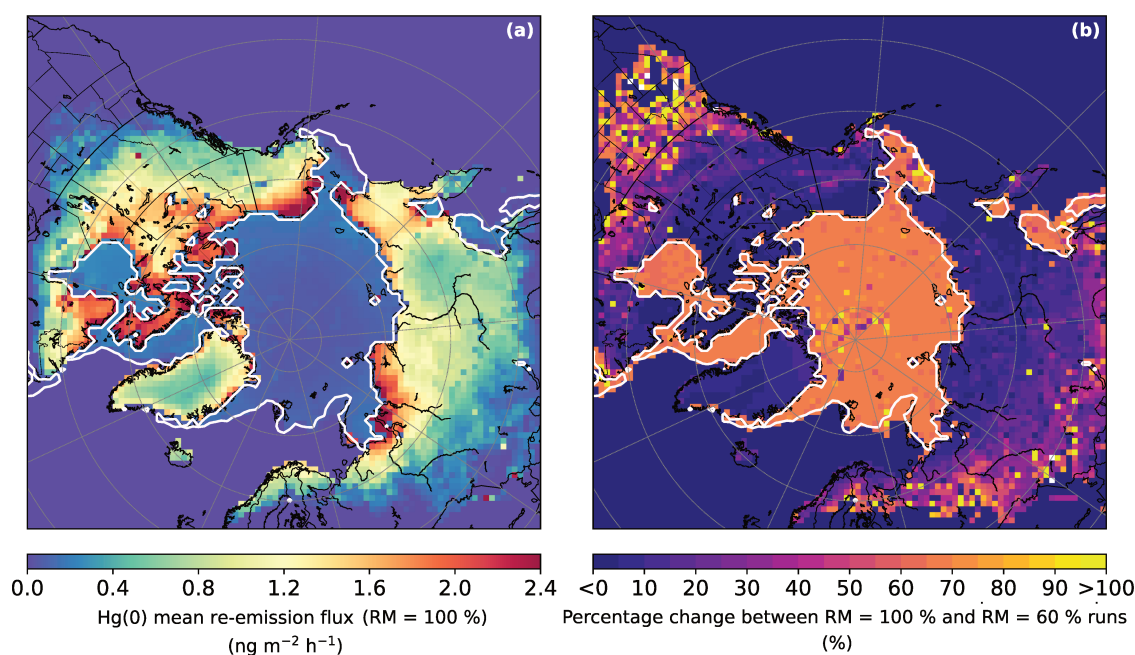 (a)
(b)
0.0 0.4 0.8 1.2 1.6 2.0 2.4
Hg(0) mean re-emission flux (RM = 100 %)
(ng m⁻² h⁻¹)
<0 10 20 30 40 50 60 70 80 90 >100
Percentage change between RM = 100 % and RM = 60 % runs
(%)